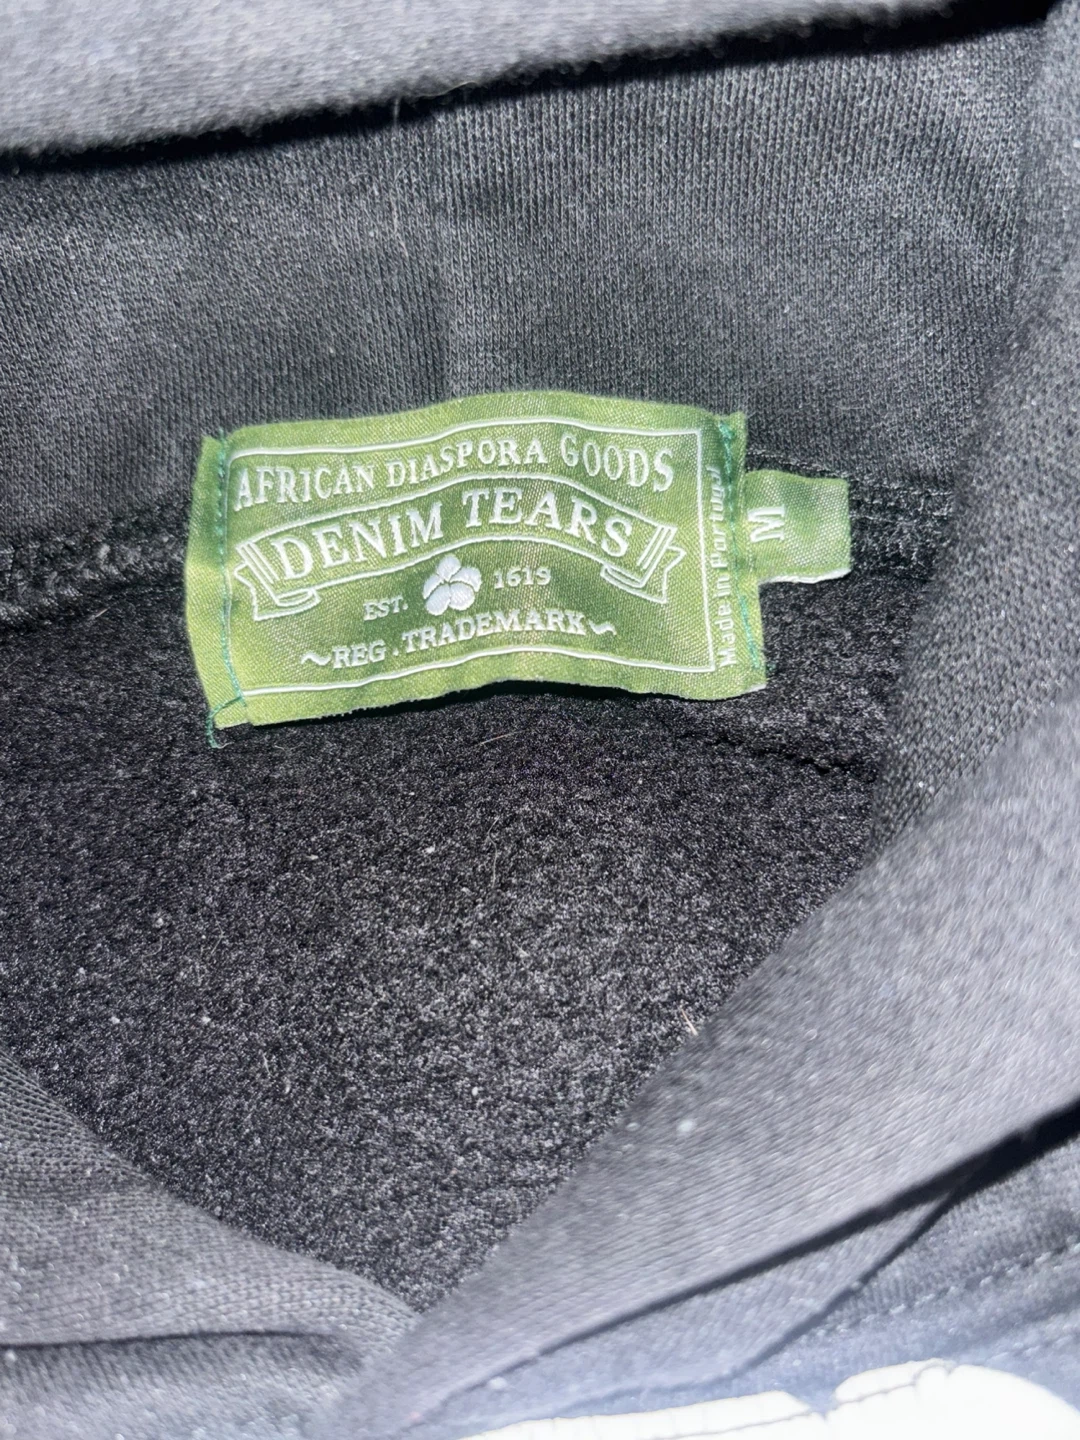 AFRICAN DIASPORA GOODS
DENIM TEARS
EST. 1619
~REG. TRADEMARK~
Made in Portugal
M